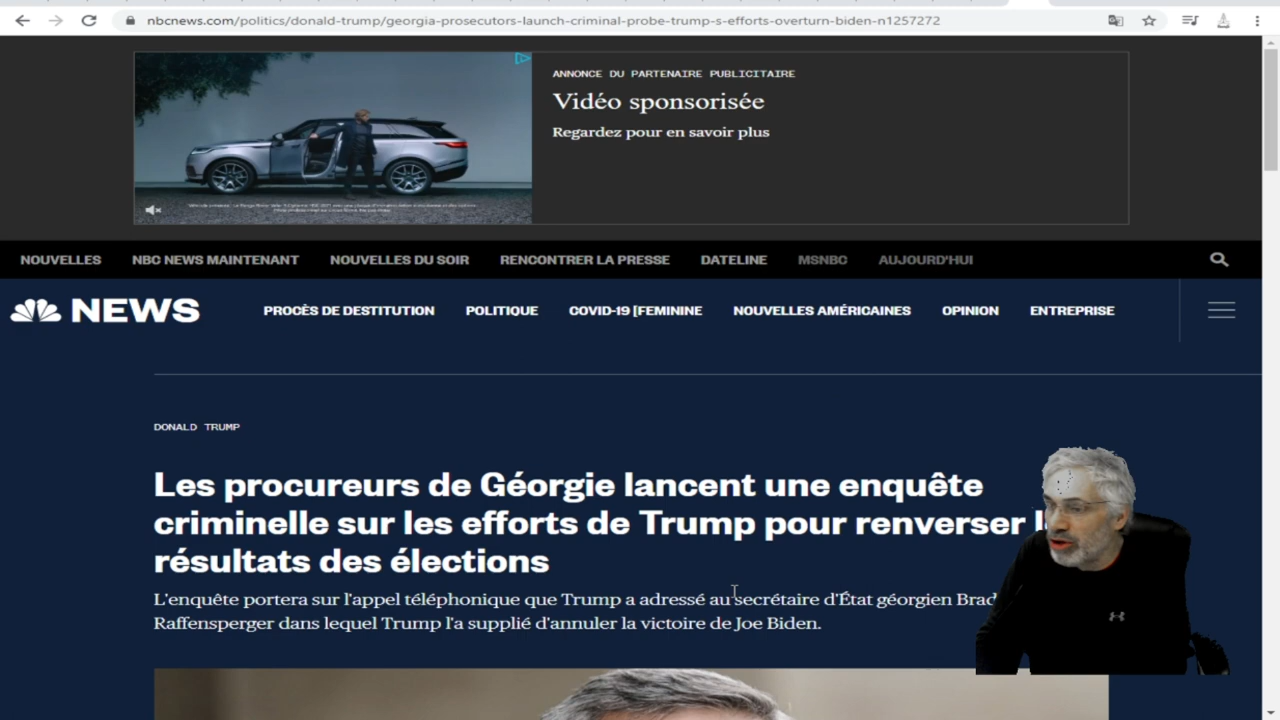 nbcnews.com/politics/donald-trump/georgia-prosecutors-launch-criminal-probe-trump-s-efforts-overturn-biden-n1257272
ANNONCE DU PARTENAIRE PUBLICITAIRE
Vidéo sponsorisée
Regardez pour en savoir plus
NOUVELLES NBC NEWS MAINTENANT NOUVELLES DU SOIR RENCONTRER LA PRESSE DATELINE MSNBC AUJOURD'HUI
NEWS PROCÈS DE DESTITUTION POLITIQUE COVID-19 [FEMININE NOUVELLES AMÉRICAINES OPINION ENTREPRISE
DONALD TRUMP
Les procureurs de Géorgie lancent une enquête
criminelle sur les efforts de Trump pour renverser
résultats des élections
L'enquête portera sur l'appel téléphonique que Trump a adressé au secrétaire d'État géorgien Brad
Raffensperger dans lequel Trump l'a supplié d'annuler la victoire de Joe Biden.